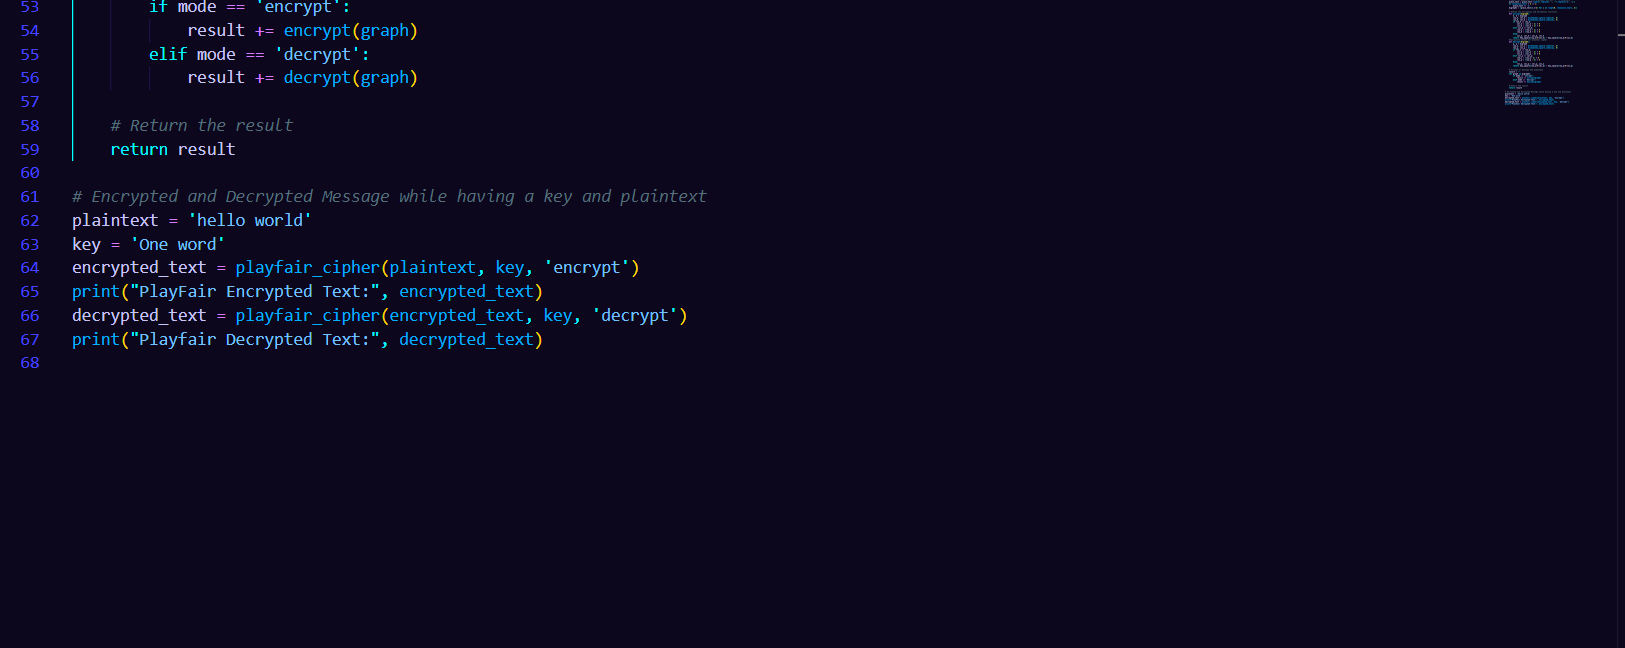 53 if mode == 'encrypt':
54 result += encrypt(graph)
55 elif mode == 'decrypt':
56 result += decrypt(graph)
57
58 # Return the result
59 return result
60
61 # Encrypted and Decrypted Message while having a key and plaintext
62 plaintext = 'hello world'
63 key = 'One word'
64 encrypted_text = playfair_cipher(plaintext, key, 'encrypt')
65 print("PlayFair Encrypted Text:", encrypted_text)
66 decrypted_text = playfair_cipher(encrypted_text, key, 'decrypt')
67 print("Playfair Decrypted Text:", decrypted_text)
68